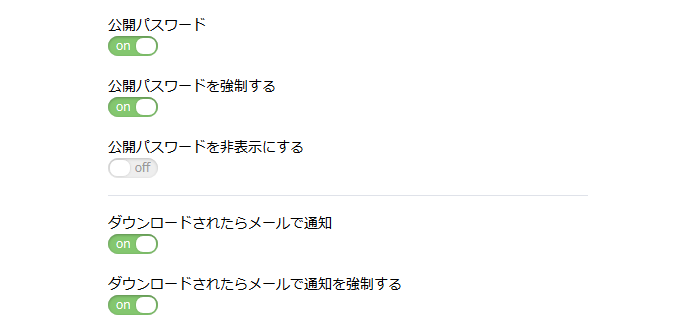 公開パスワード
on
公開パスワードを強制する
on
公開パスワードを非表示にする
off
ダウンロードされたらメールで通知
on
ダウンロードされたらメールで通知を強制する
on